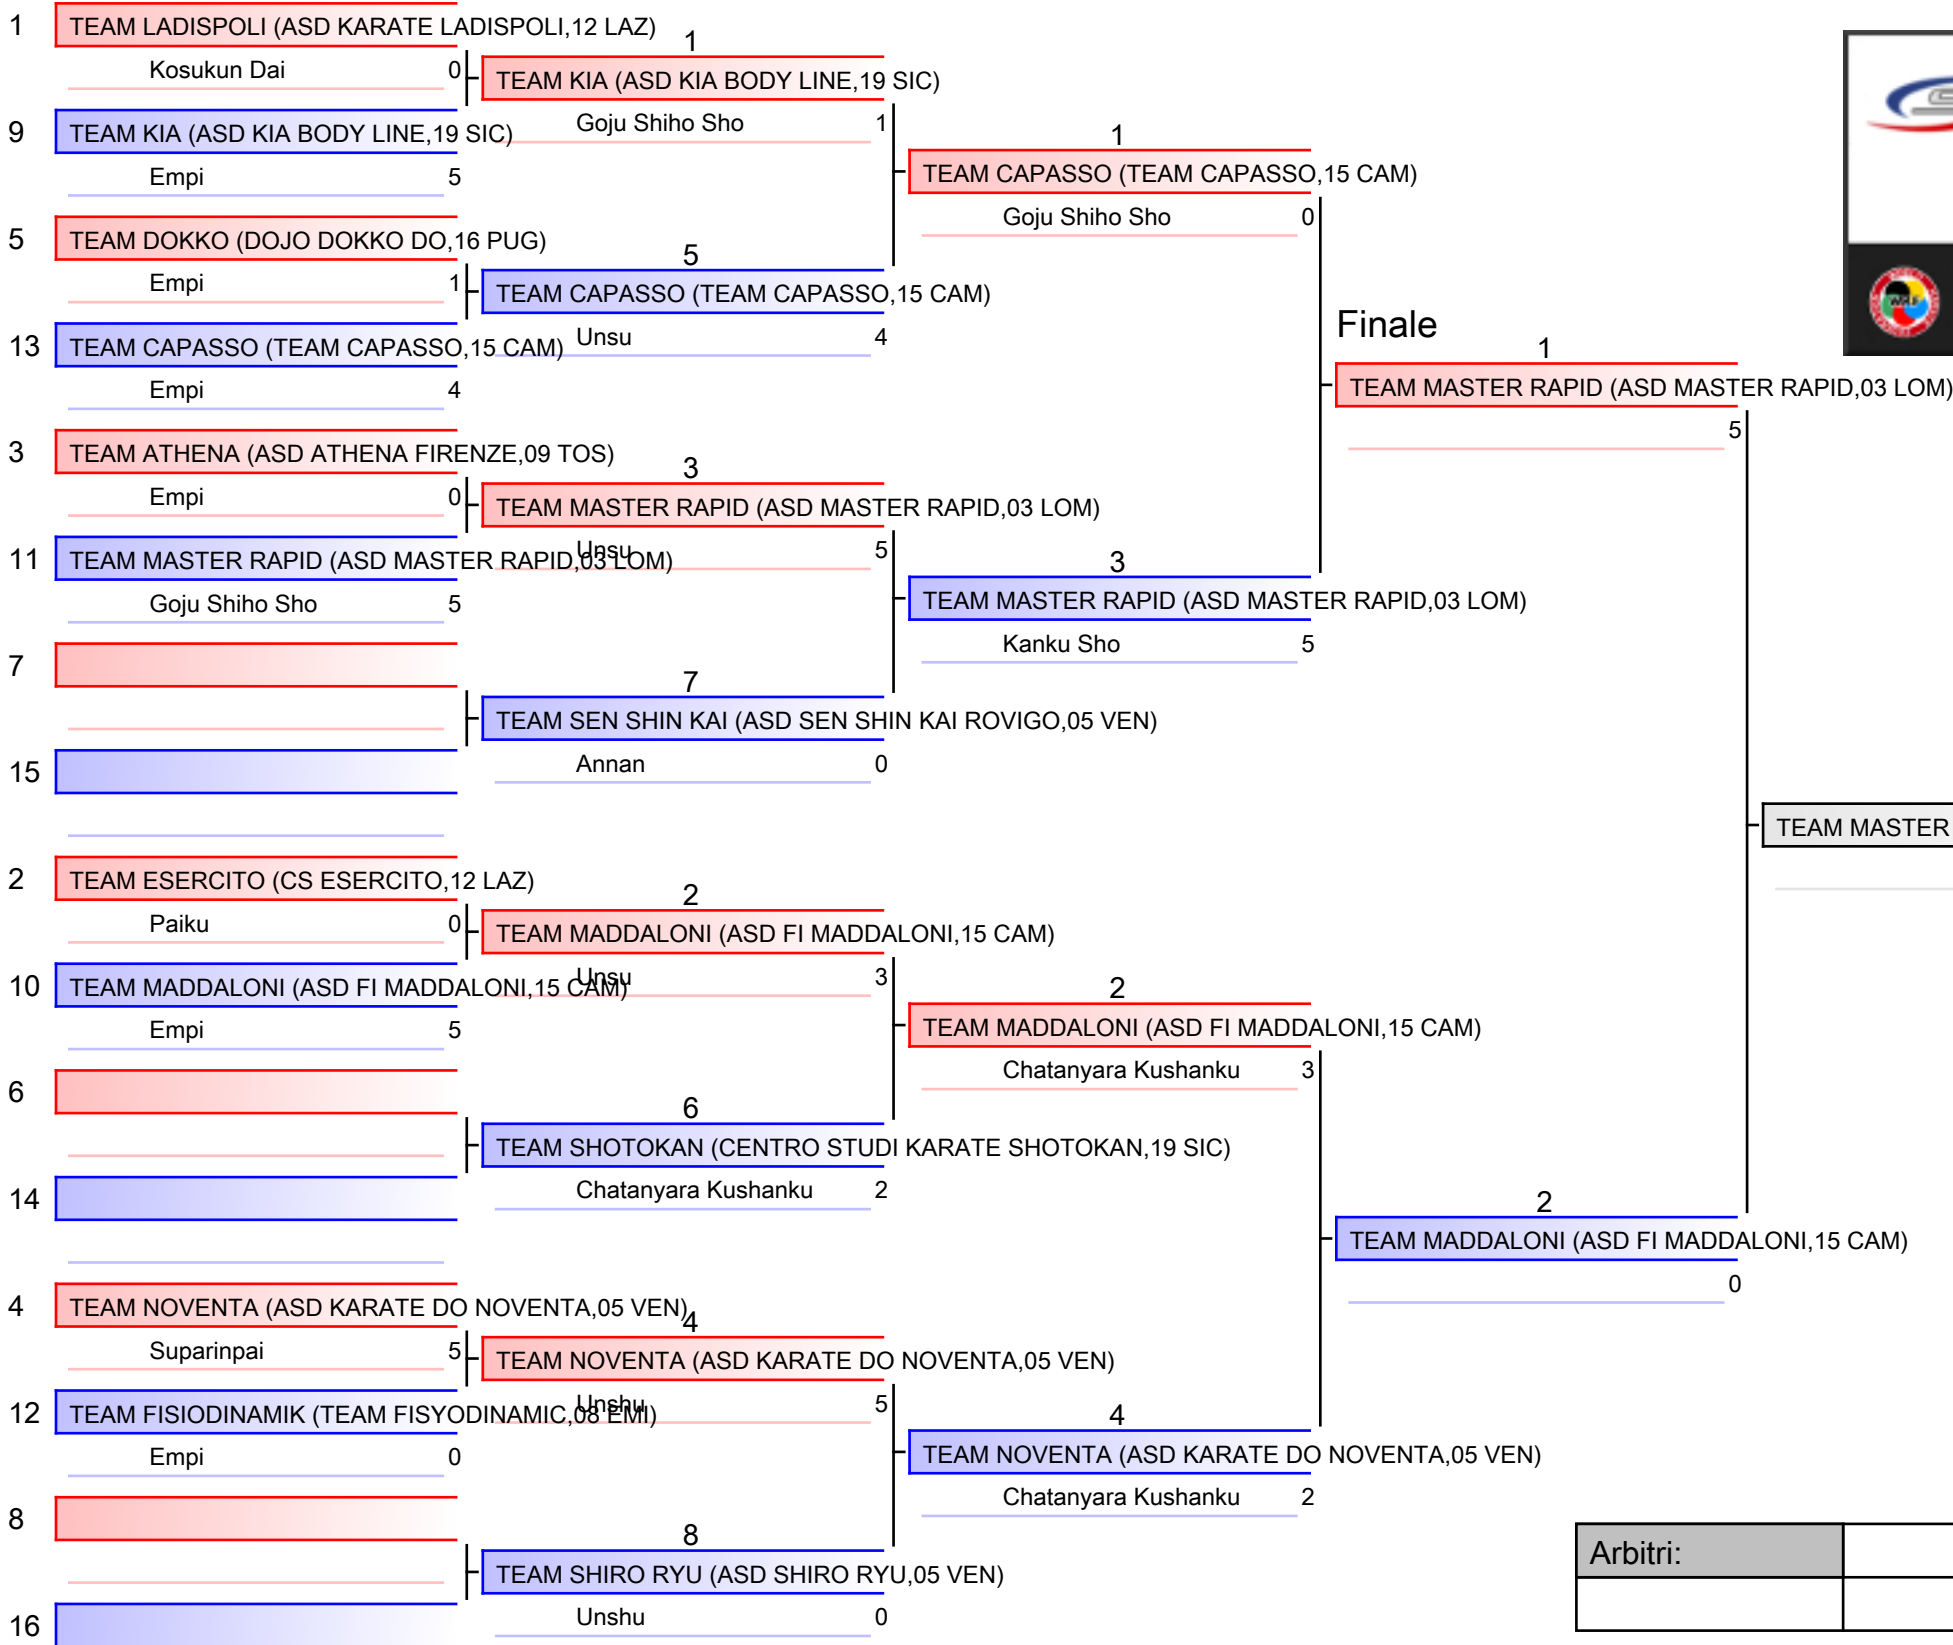 1 TEAM LADISPOLI (ASD KARATE LADISPOLI,12 LAZ)
Kosukun Dai 0
9 TEAM KIA (ASD KIA BODY LINE,19 SIC)
Empi 5
5 TEAM DOKKO (DOJO DOKKO DO,16 PUG)
Empi 1
13 TEAM CAPASSO (TEAM CAPASSO,15 CAM)
Empi 4
3 TEAM ATHENA (ASD ATHENA FIRENZE,09 TOS)
Empi 0
11 TEAM MASTER RAPID (ASD MASTER RAPID,03 LOM)
Goju Shiho Sho 5
7
15
2 TEAM ESERCITO (CS ESERCITO,12 LAZ)
Paiku 0
10 TEAM MADDALONI (ASD FI MADDALONI,15 CAM)
Empi 5
6
14
4 TEAM NOVENTA (ASD KARATE DO NOVENTA,05 VEN)
Suparinpai 5
12 TEAM FISIODINAMIK (TEAM FISYODINAMIC,08 EMI)
Empi 0
8
16
1
TEAM KIA (ASD KIA BODY LINE,19 SIC)
Goju Shiho Sho 1
5
TEAM CAPASSO (TEAM CAPASSO,15 CAM)
Unsu 4
3
TEAM MASTER RAPID (ASD MASTER RAPID,03 LOM)
Unsu 5
7
TEAM SEN SHIN KAI (ASD SEN SHIN KAI ROVIGO,05 VEN)
Annan 0
2
TEAM MADDALONI (ASD FI MADDALONI,15 CAM)
Unsu 3
6
TEAM SHOTOKAN (CENTRO STUDI KARATE SHOTOKAN,19 SIC)
Chatanyara Kushanku 2
4
TEAM NOVENTA (ASD KARATE DO NOVENTA,05 VEN)
Unshu 5
8
TEAM SHIRO RYU (ASD SHIRO RYU,05 VEN)
Unshu 0
1
TEAM CAPASSO (TEAM CAPASSO,15 CAM)
Goju Shiho Sho 0
3
TEAM MASTER RAPID (ASD MASTER RAPID,03 LOM)
Kanku Sho 5
2
TEAM MADDALONI (ASD FI MADDALONI,15 CAM)
Chatanyara Kushanku 3
4
TEAM NOVENTA (ASD KARATE DO NOVENTA,05 VEN)
Chatanyara Kushanku 2
Finale
1
TEAM MASTER RAPID (ASD MASTER RAPID,03 LOM)
5
2
TEAM MADDALONI (ASD FI MADDALONI,15 CAM)
0
TEAM MASTER
Arbitri: